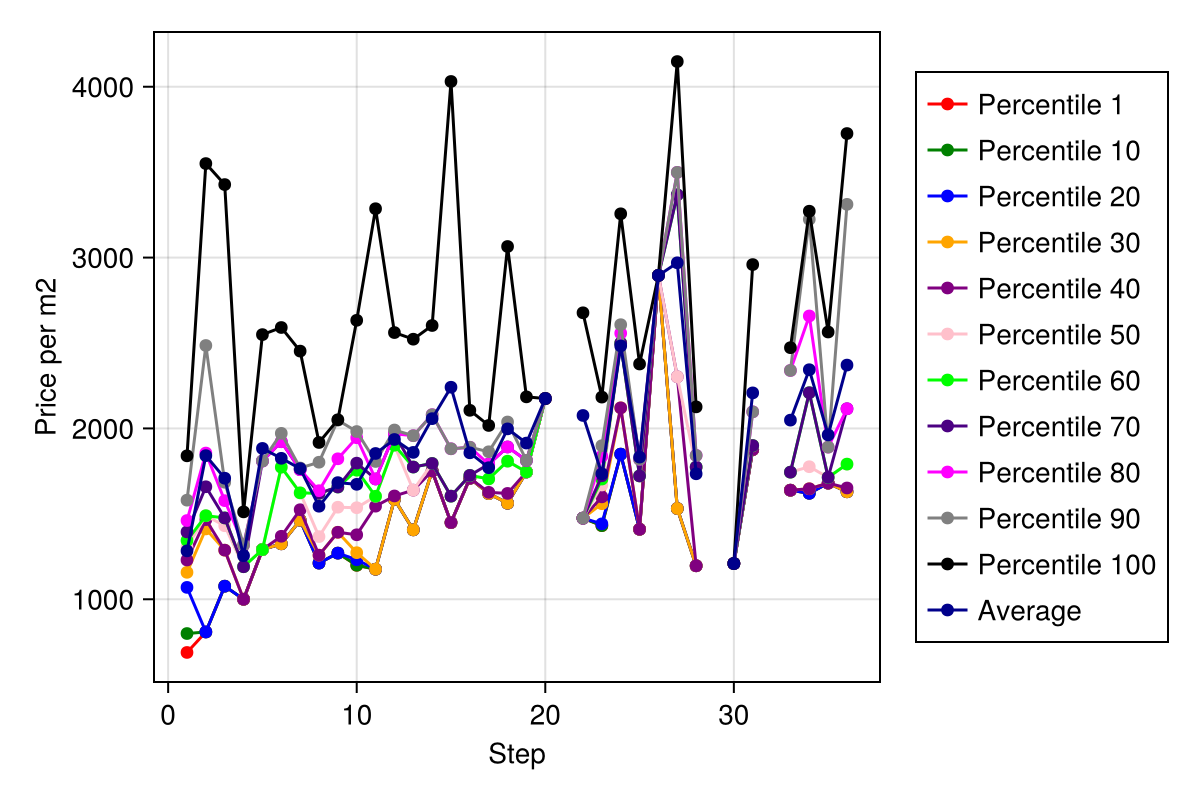 4000
3000
2000
1000
Price per m2
0
10
20
30
Step
Percentile 1
Percentile 10
Percentile 20
Percentile 30
Percentile 40
Percentile 50
Percentile 60
Percentile 70
Percentile 80
Percentile 90
Percentile 100
Average